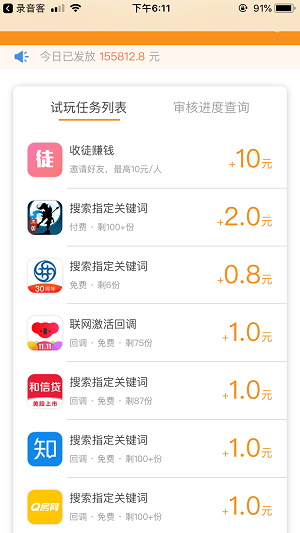 录音客
下午6:11
91%
今日已发放 155812.8 元
试玩任务列表
审核进度查询
徒
收徒赚钱
邀请好友，最高10元/人
+10元
搜索指定关键词
付费 · 剩100+份
+2.0元
30周年
搜索指定关键词
免费 · 剩6份
+0.8元
11.11
联网激活回调
回调 · 免费 · 剩75份
+1.0元
和信贷
美股上市
搜索指定关键词
回调 · 免费 · 剩87份
+1.0元
知
搜索指定关键词
回调 · 免费 · 剩100+份
+1.0元
Q房网
搜索指定关键词
回调 · 免费 · 剩100+份
+1.0元